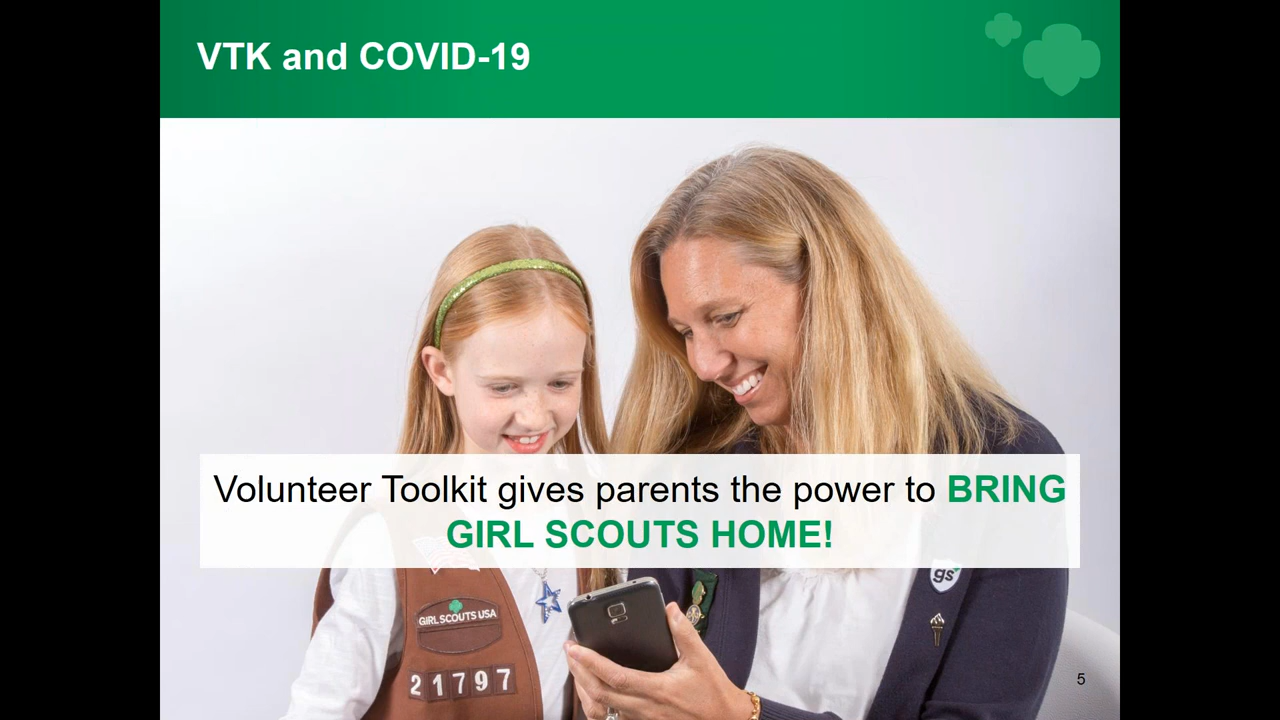 VTK and COVID-19
Volunteer Toolkit gives parents the power to BRING
GIRL SCOUTS HOME!
gs
GIRL SCOUTS USA
21797
5